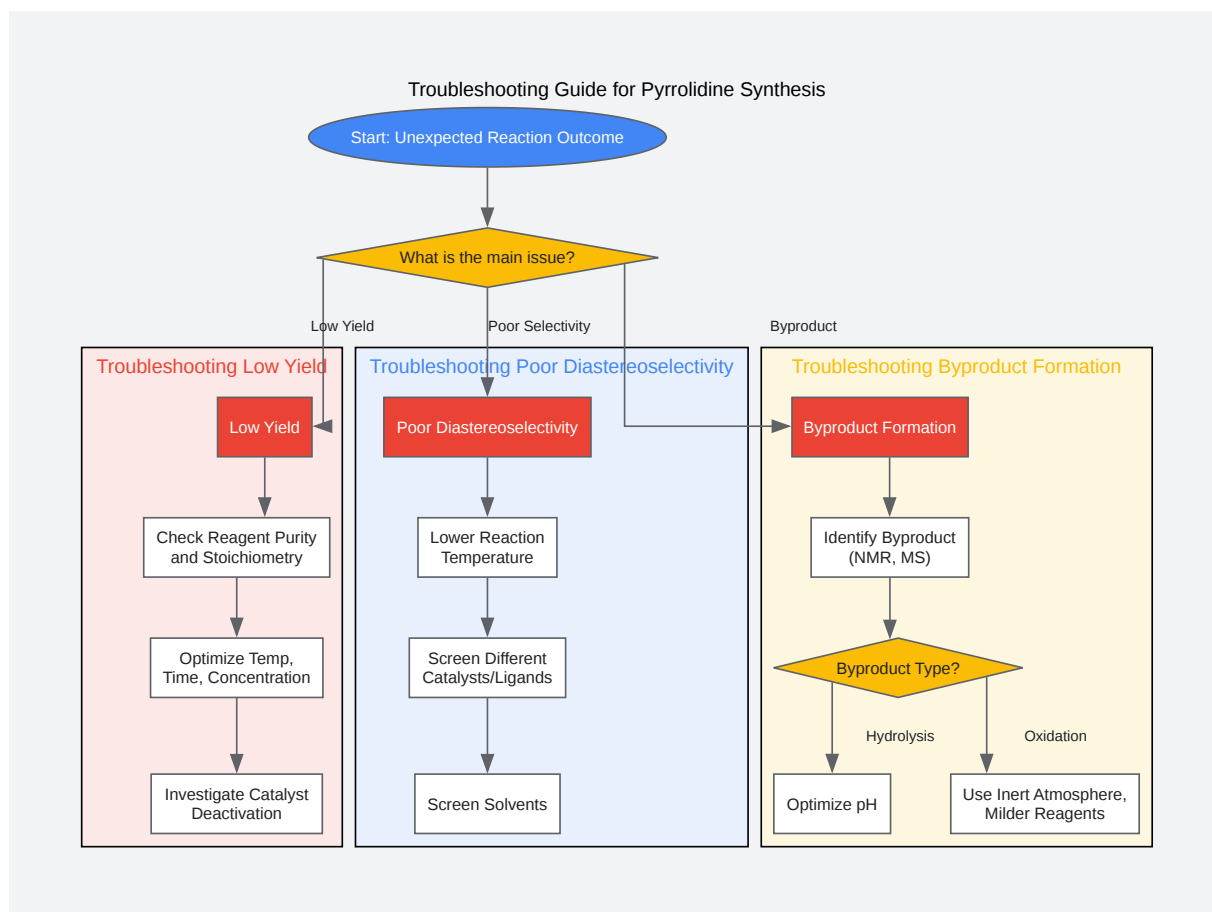 Troubleshooting Guide for Pyrrolidine Synthesis
Start: Unexpected Reaction Outcome
What is the main issue?
Low Yield
Poor Selectivity
Byproduct
Troubleshooting Low Yield
Low Yield
Check Reagent Purity
and Stoichiometry
Optimize Temp,
Time, Concentration
Investigate Catalyst
Deactivation
Troubleshooting Poor Diastereoselectivity
Poor Diastereoselectivity
Lower Reaction
Temperature
Screen Different
Catalysts/Ligands
Screen Solvents
Troubleshooting Byproduct Formation
Byproduct Formation
Identify Byproduct
(NMR, MS)
Byproduct Type?
Hydrolysis
Oxidation
Optimize pH
Use Inert Atmosphere,
Milder Reagents